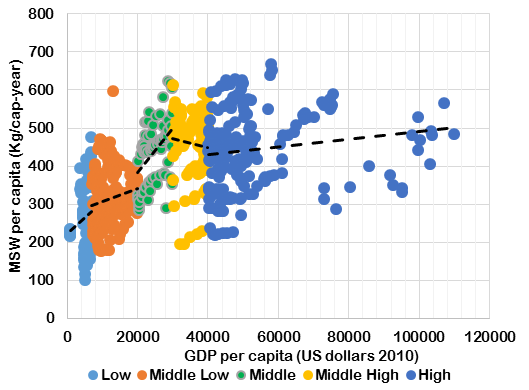 MSW per capita (Kg/cap-year)
800
700
600
500
400
300
200
100
0
0 20000 40000 60000 80000 100000 120000
GDP per capita (US dollars 2010)
Low Middle Low Middle Middle High High